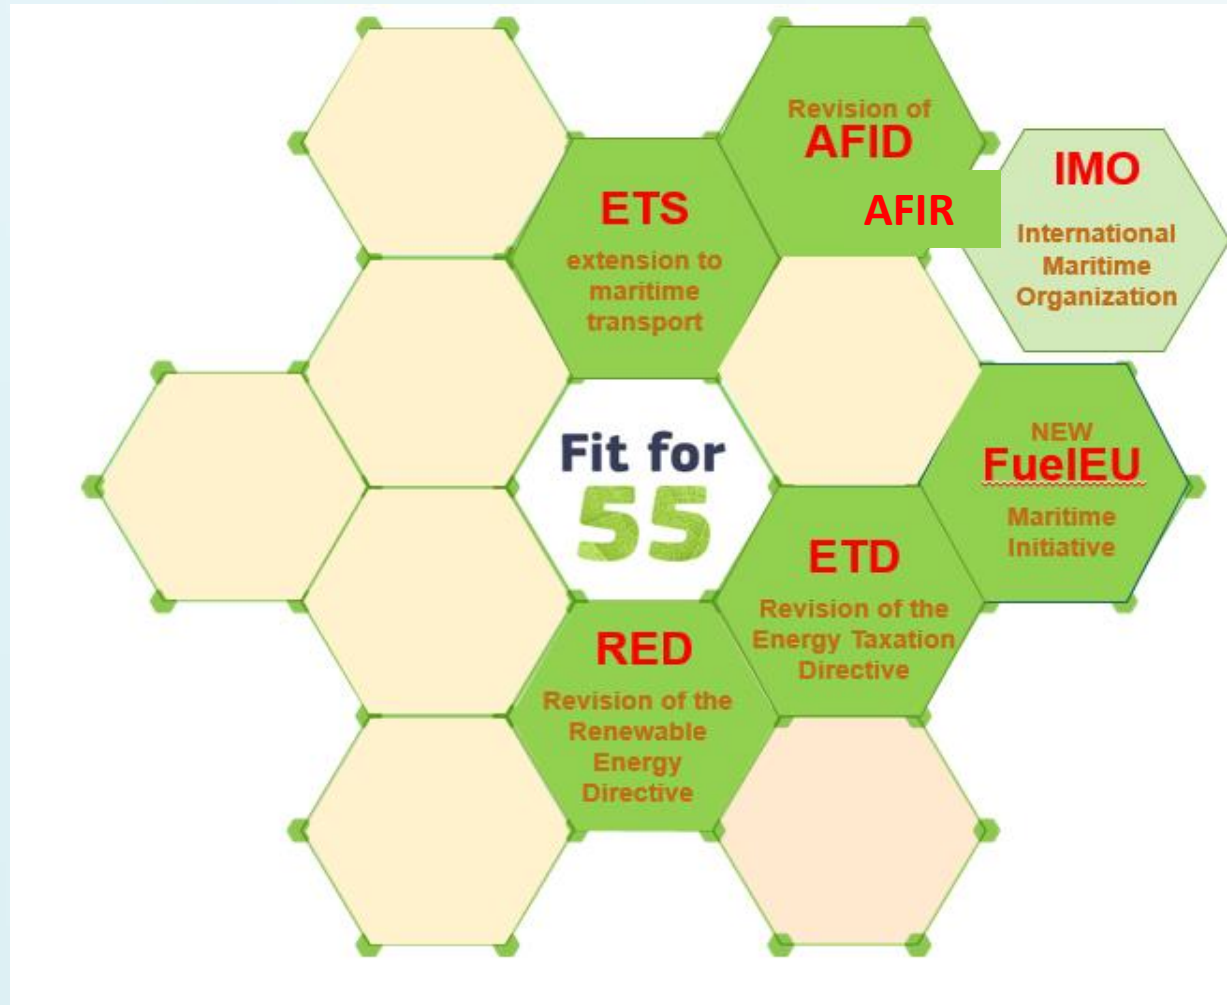 Revision of
AFID
AFIR
IMO
International
Maritime
Organization
ETS
extension to
maritime
transport
Fit for
55
NEW
FuelEU
Maritime
Initiative
ETD
Revision of the
Energy Taxation
Directive
RED
Revision of the
Renewable
Energy
Directive